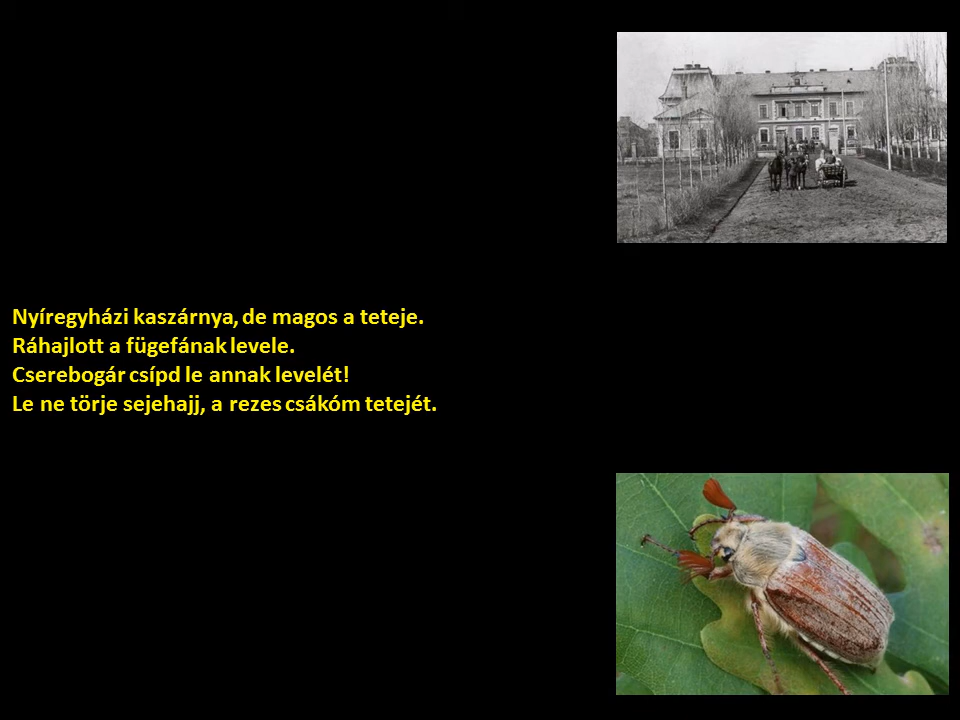 Nyíregyházi kaszárnya, de magos a teteje.
Ráhajlott a fügefának levele.
Cserebogár csípd le annak levelét!
Le ne törje sejehajj, a rezes csákóm tetejét.